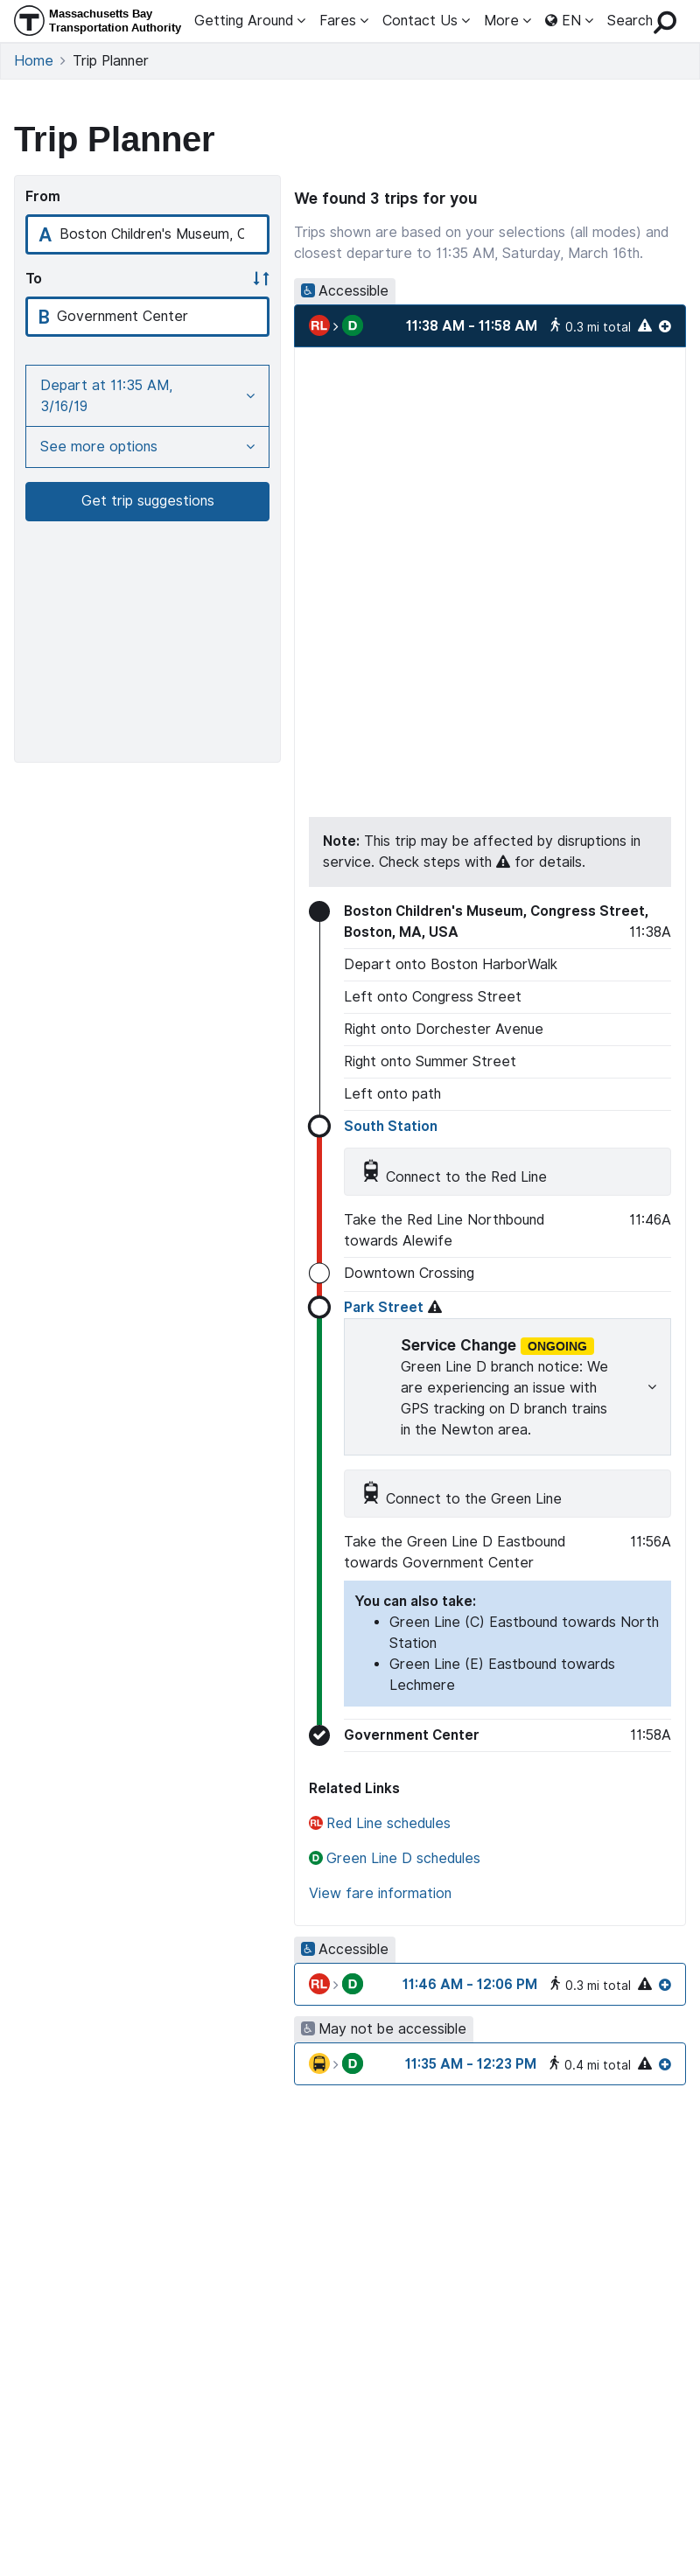 Massachusetts Bay
Transportation Authority
Getting Around Fares Contact Us More EN Search
Home > Trip Planner
Trip Planner
From
A Boston Children's Museum, C
To
B Government Center
Depart at 11:35 AM,
3/16/19
See more options
Get trip suggestions
We found 3 trips for you
Trips shown are based on your selections (all modes) and
closest departure to 11:35 AM, Saturday, March 16th.
Accessible
RL > D 11:38 AM - 11:58 AM 0.3 mi total
Note: This trip may be affected by disruptions in
service. Check steps with for details.
Boston Children's Museum, Congress Street,
Boston, MA, USA 11:38A
Depart onto Boston HarborWalk
Left onto Congress Street
Right onto Dorchester Avenue
Right onto Summer Street
Left onto path
South Station
Connect to the Red Line
Take the Red Line Northbound 11:46A
towards Alewife
Downtown Crossing
Park Street
Service Change ONGOING
Green Line D branch notice: We
are experiencing an issue with
GPS tracking on D branch trains
in the Newton area.
Connect to the Green Line
Take the Green Line D Eastbound 11:56A
towards Government Center
You can also take:
• Green Line (C) Eastbound towards North
Station
• Green Line (E) Eastbound towards
Lechmere
Government Center 11:58A
Related Links
RL Red Line schedules
D Green Line D schedules
View fare information
Accessible
RL > D 11:46 AM - 12:06 PM 0.3 mi total
May not be accessible
> D 11:35 AM - 12:23 PM 0.4 mi total